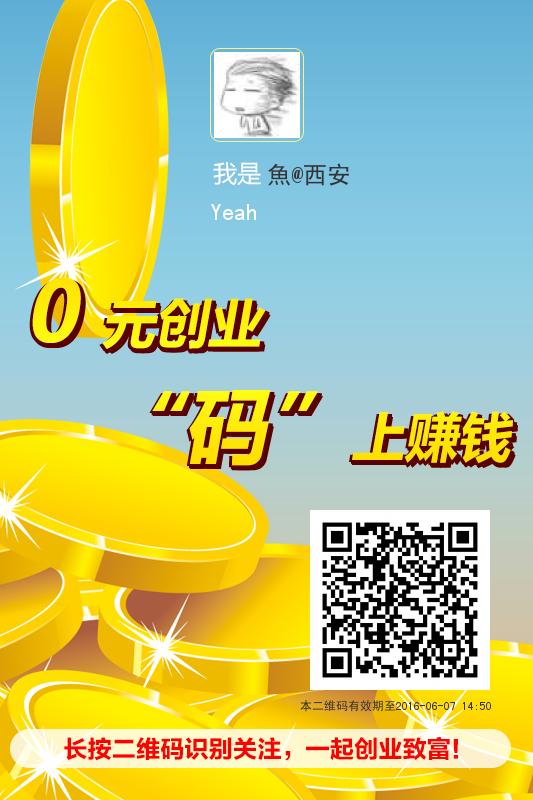 我是 魚@西安
Yeah
0 元创业
“码” 上赚钱
本二维码有效期至2016-06-07 14:50
长按二维码识别关注，一起创业致富！